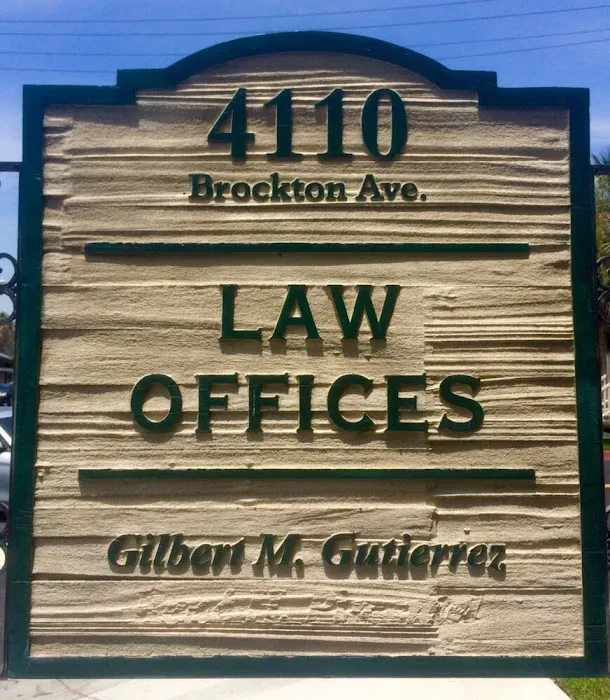 4110
Brockton Ave.
LAW
OFFICES
Gilbert M. Gutierrez